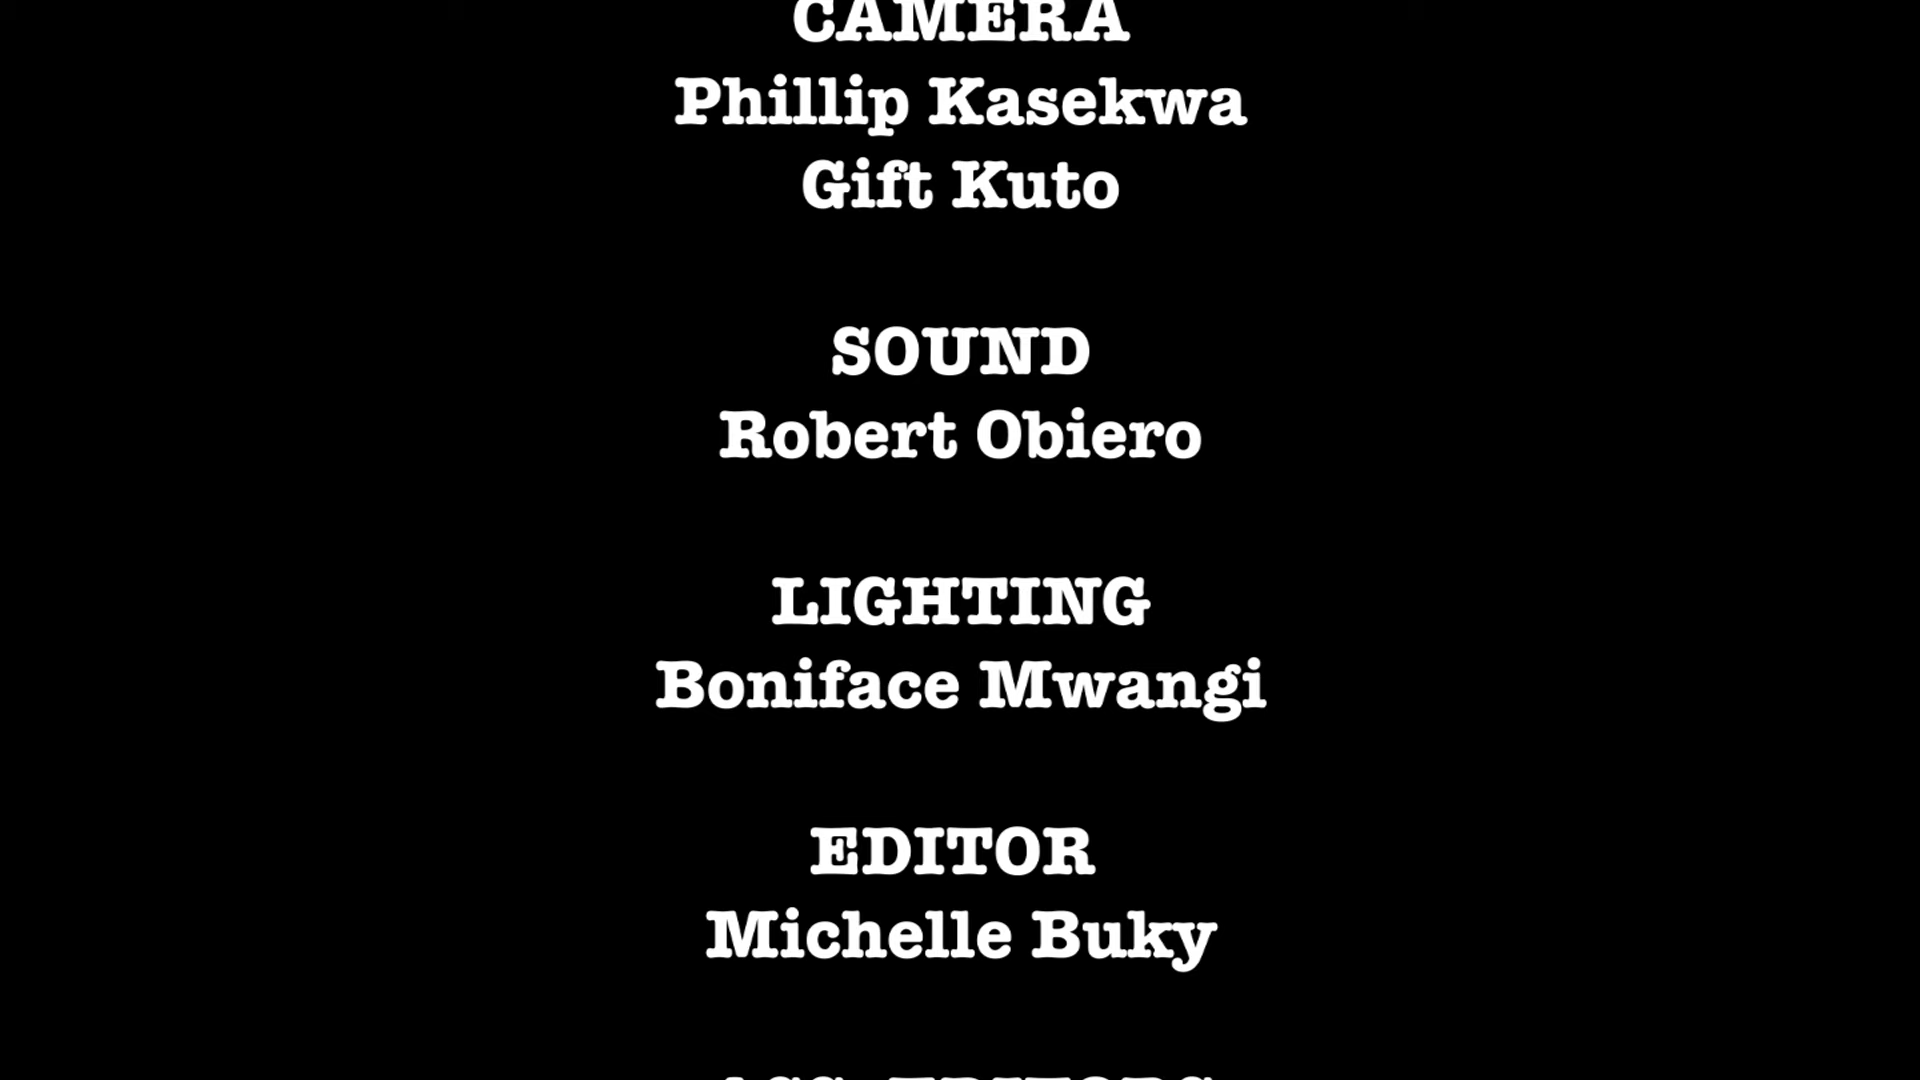 CAMERA
Phillip Kasekwa
Gift Kuto
SOUND
Robert Obiero
LIGHTING
Boniface Mwangi
EDITOR
Michelle Buky